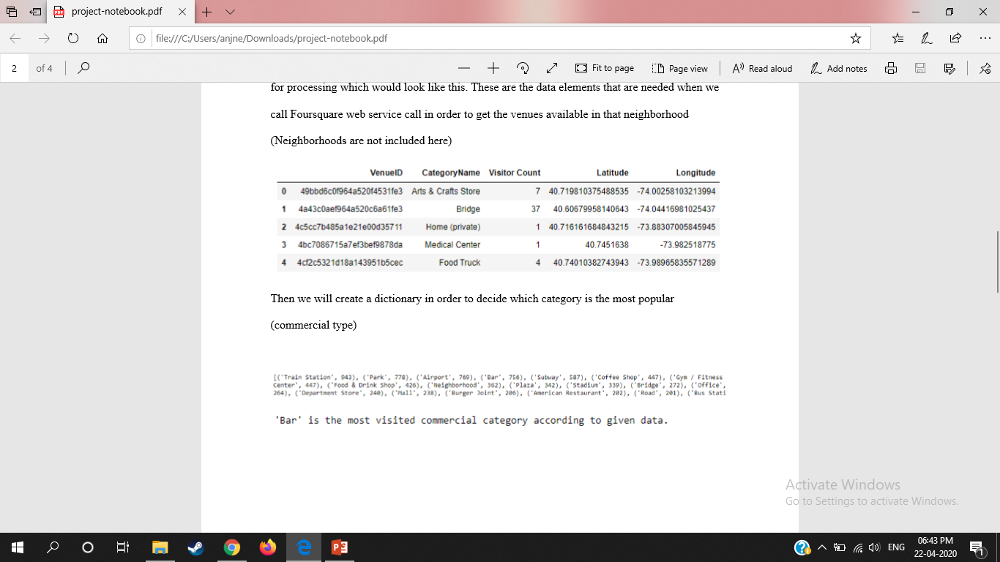 project-notebook.pdf
file:///C:/Users/anjne/Downloads/project-notebook.pdf
2 of 4 Fit to page Page view Read aloud Add notes
for processing which would look like this. These are the data elements that are needed when we
call Foursquare web service call in order to get the venues available in that neighborhood
(Neighborhoods are not included here)
VenueID CategoryName Visitor Count Latitude Longitude
0 49bbd6c0f964a520f4531fe3 Arts & Crafts Store 7 40.719810375488535 -74.00258103213994
1 4a43c0aef964a520c6a61fe3 Bridge 37 40.60679958140643 -74.04416981025437
2 4c5cc7b485a1e21e00d35711 Home (private) 1 40.716161684843215 -73.88307005845945
3 4bc7086715a7ef3bef9878da Medical Center 1 40.7451638 -73.982518775
4 4cf2c5321d18a143951b5cec Food Truck 4 40.74010382743943 -73.98965835571289
Then we will create a dictionary in order to decide which category is the most popular
(commercial type)
[('Train Station', 943), ('Park', 778), ('Airport', 769), ('Bar', 756), ('Subway', 587), ('Coffee Shop', 447), ('Gym / Fitness
Center', 447), ('Food & Drink Shop', 426), ('Neighborhood', 362), ('Plaza', 342), ('Stadium', 339), ('Bridge', 272), ('Office',
264), ('Department Store', 240), ('Mall', 238), ('Burger Joint', 206), ('American Restaurant', 202), ('Road', 201), ('Bus Stati
'Bar' is the most visited commercial category according to given data.
Activate Windows
Go to Settings to activate Windows.
ENG
06:43 PM
22-04-2020
1